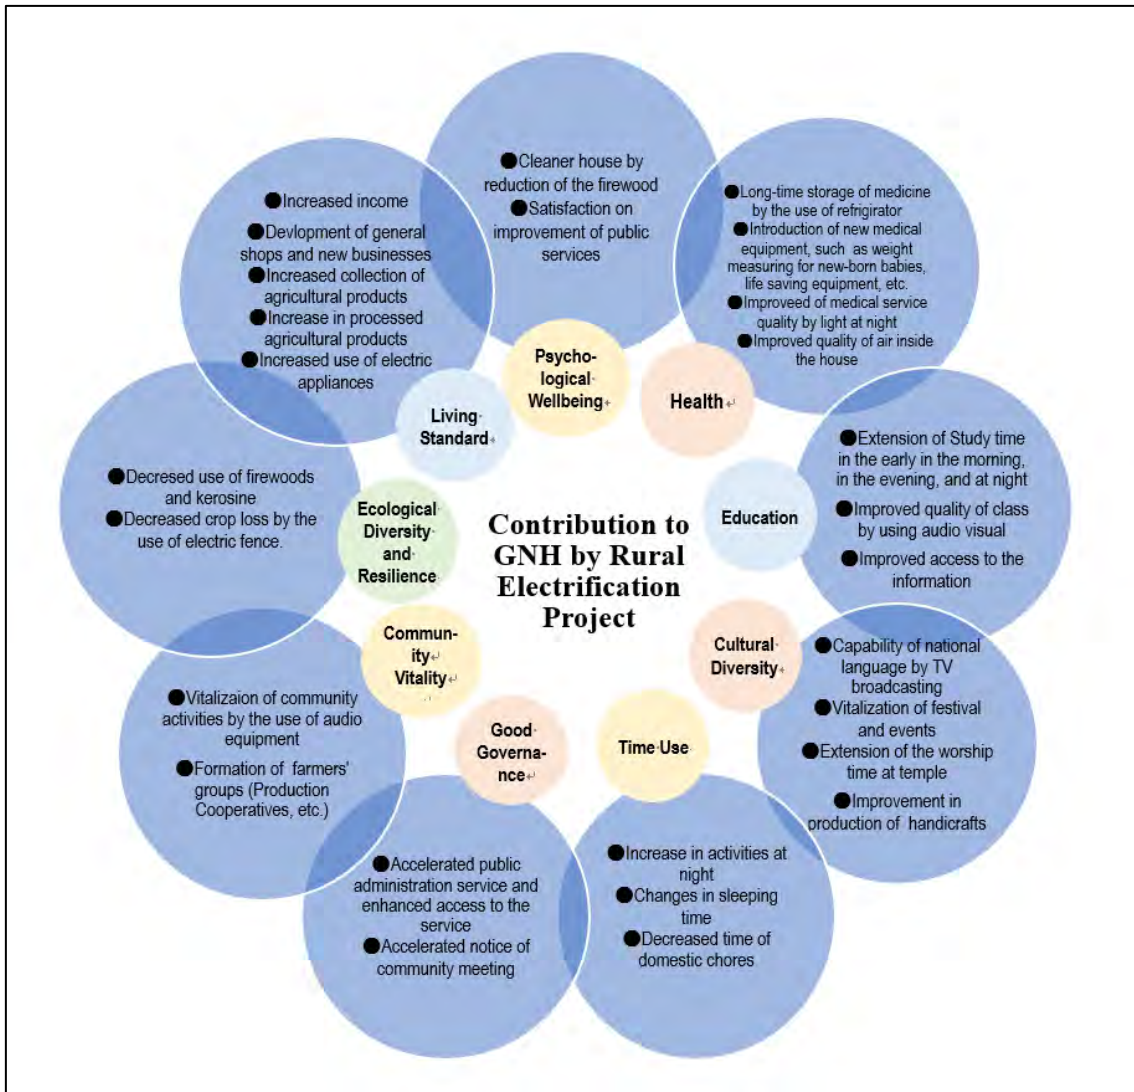 ●Cleaner house by
reduction of the firewood
●Satisfaction on
improvement of public
services
Psycho-
logical
Wellbeing
●Long-time storage of medicine
by the use of refrigirator
●Introduction of new medical
equipment, such as weight
measuring for new-born babies,
life saving equipment, etc.
●Improveed of medical service
quality by light at night
●Improved quality of air inside
the house
Health
●Extension of Study time
in the early in the morning,
in the evening, and at night
●Improved quality of class
by using audio visual
●Improved access to the
information
Education
●Capability of national
language by TV
broadcasting
●Vitalization of festival
and events
●Extension of the worship
time at temple
●Improvement in
production of handicrafts
Cultural
Diversity
●Increase in activities at
night
●Changes in sleeping
time
●Decreased time of
domestic chores
Time Use
●Accelerated public
administration service and
enhanced access to the
service
●Accelerated notice of
community meeting
Good
Governa-
nce
●Vitalizaion of community
activities by the use of audio
equipment
●Formation of farmers'
groups (Production
Cooperatives, etc.)
Commun-
ity
Vitality
●Decresed use of firewoods
and kerosine
●Decreased crop loss by the
use of electric fence.
Ecological
Diversity
and
Resilience
●Increased income
●Devlopment of general
shops and new businesses
●Increased collection of
agricultural products
●Increase in processed
agricultural products
●Increased use of electric
appliances
Living
Standard
Contribution to
GNH by Rural
Electrification
Project